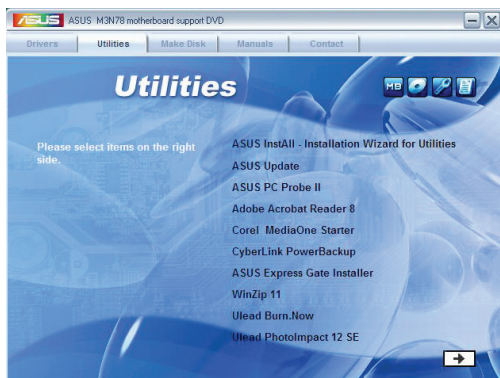 ASUS ASUS M3N78 motherboard support DVD
Drivers Utilities Make Disk Manuals Contact
Utilities
MB
Please select items on the right
side.
ASUS InstAll - Installation Wizard for Utilities
ASUS Update
ASUS PC Probe II
Adobe Acrobat Reader 8
Corel MediaOne Starter
CyberLink PowerBackup
ASUS Express Gate Installer
WinZip 11
Ulead Burn.Now
Ulead PhotoImpact 12 SE